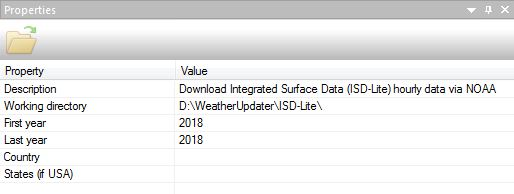 Properties
Property Value
Description Download Integrated Surface Data (ISD-Lite) hourly data via NOAA
Working directory D:\WeatherUpdater\ISD-Lite\
First year 2018
Last year 2018
Country
States (if USA)